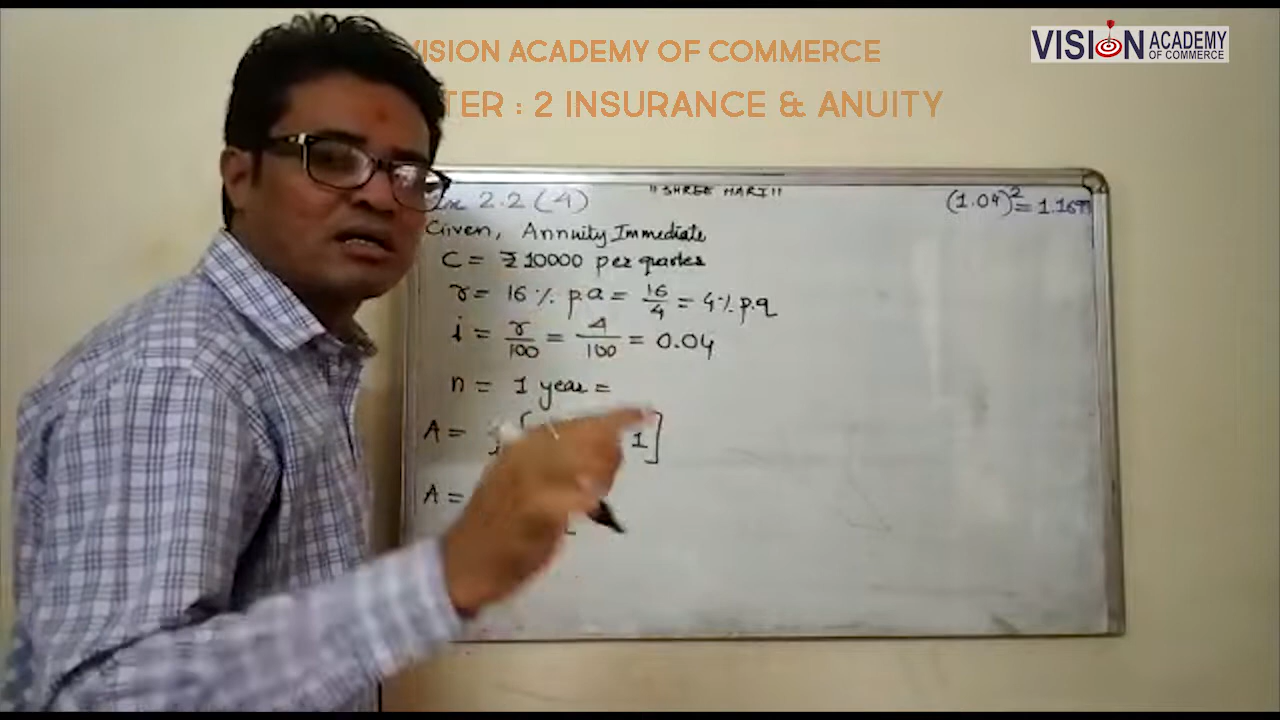 VISION ACADEMY OF COMMERCE
VISION ACADEMY OF COMMERCE
TER : 2 INSURANCE & ANUITY
"SHREE HARI"
2.2 (4)
(1.04)² = 1.1699
Given, Annuity Immediate
C = ₹10000 per quarter
r = 16 % p.a = 16/4 = 4% p.q
i = r/100 = 4/100 = 0.04
n = 1 year =
A = [ 1]
A =